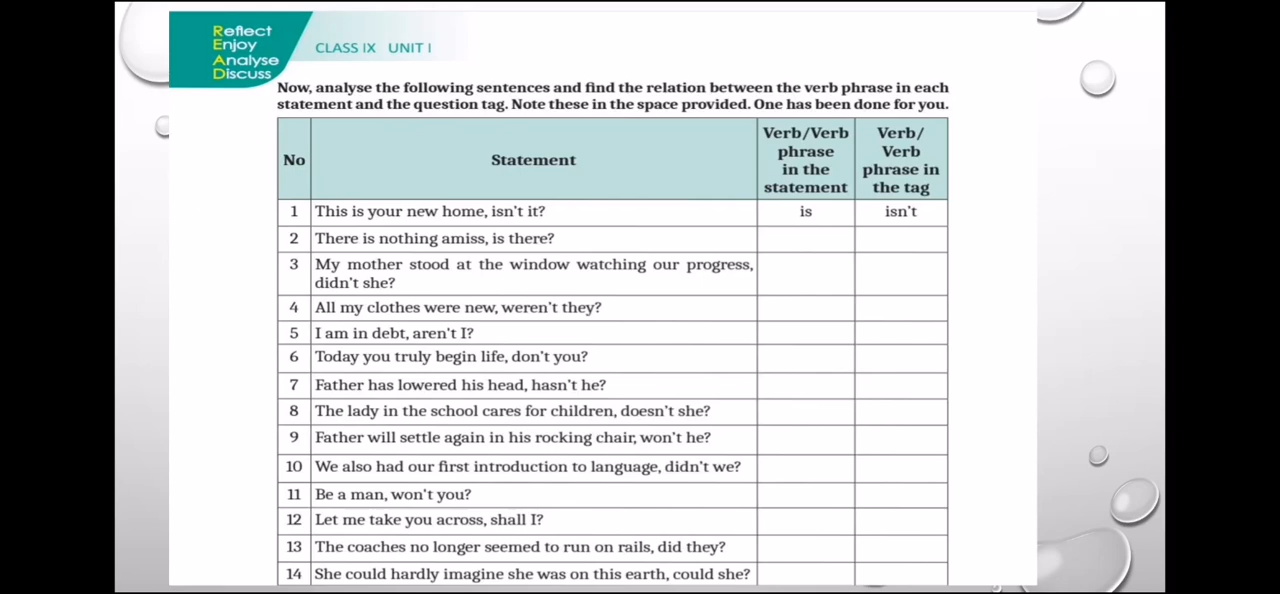 Reflect
Enjoy
Analyse
Discuss
CLASS IX UNIT I
Now, analyse the following sentences and find the relation between the verb phrase in each
statement and the question tag. Note these in the space provided. One has been done for you.
No Statement Verb/Verb phrase in the statement Verb/ Verb phrase in the tag
1 This is your new home, isn't it? is isn't
2 There is nothing amiss, is there?
3 My mother stood at the window watching our progress,
didn't she?
4 All my clothes were new, weren't they?
5 I am in debt, aren't I?
6 Today you truly begin life, don't you?
7 Father has lowered his head, hasn't he?
8 The lady in the school cares for children, doesn't she?
9 Father will settle again in his rocking chair, won't he?
10 We also had our first introduction to language, didn't we?
11 Be a man, won't you?
12 Let me take you across, shall I?
13 The coaches no longer seemed to run on rails, did they?
14 She could hardly imagine she was on this earth, could she?